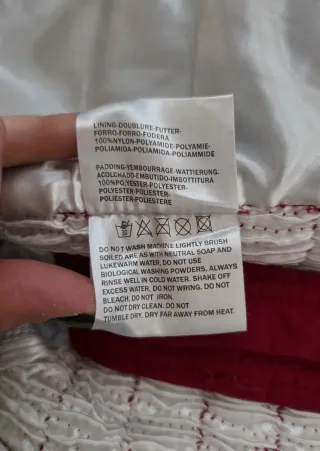 LINING-DOUBLURE-FUTTER-
FORRO-FORRO-FODERA
100%NYLON-POLYAMIDE-POLYAMIE-
POLIAMIDA-POLIAMIDA-POLIAMMIDE
PADDING-YEMBOURRAGE-WATTIERUNG.
ACOLCHADO-EMBUTIDO-IMBOTTITURA
100%POLYESTER-POLYESTER-
POLYESTER-POLIESTER-
POLIESTER-POLIESTERE
DO NOT WASH MACHINE LIGHTLY BRUSH
SOILED ARE AS WITH NEUTRAL SOAP AND
LUKEWARM WATER, DO NOT USE
BIOLOGICAL WASHING POWDERS, ALWAYS
RINSE WELL IN COLD WATER. SHAKE OFF
EXCESS WATER, DO NOT WRING. DO NOT
BLEACH, DO NOT IRON.
DO NOT DRY CLEAN. DO NOT
TUMBLE DRY, DRY FAR AWAY FROM HEAT.